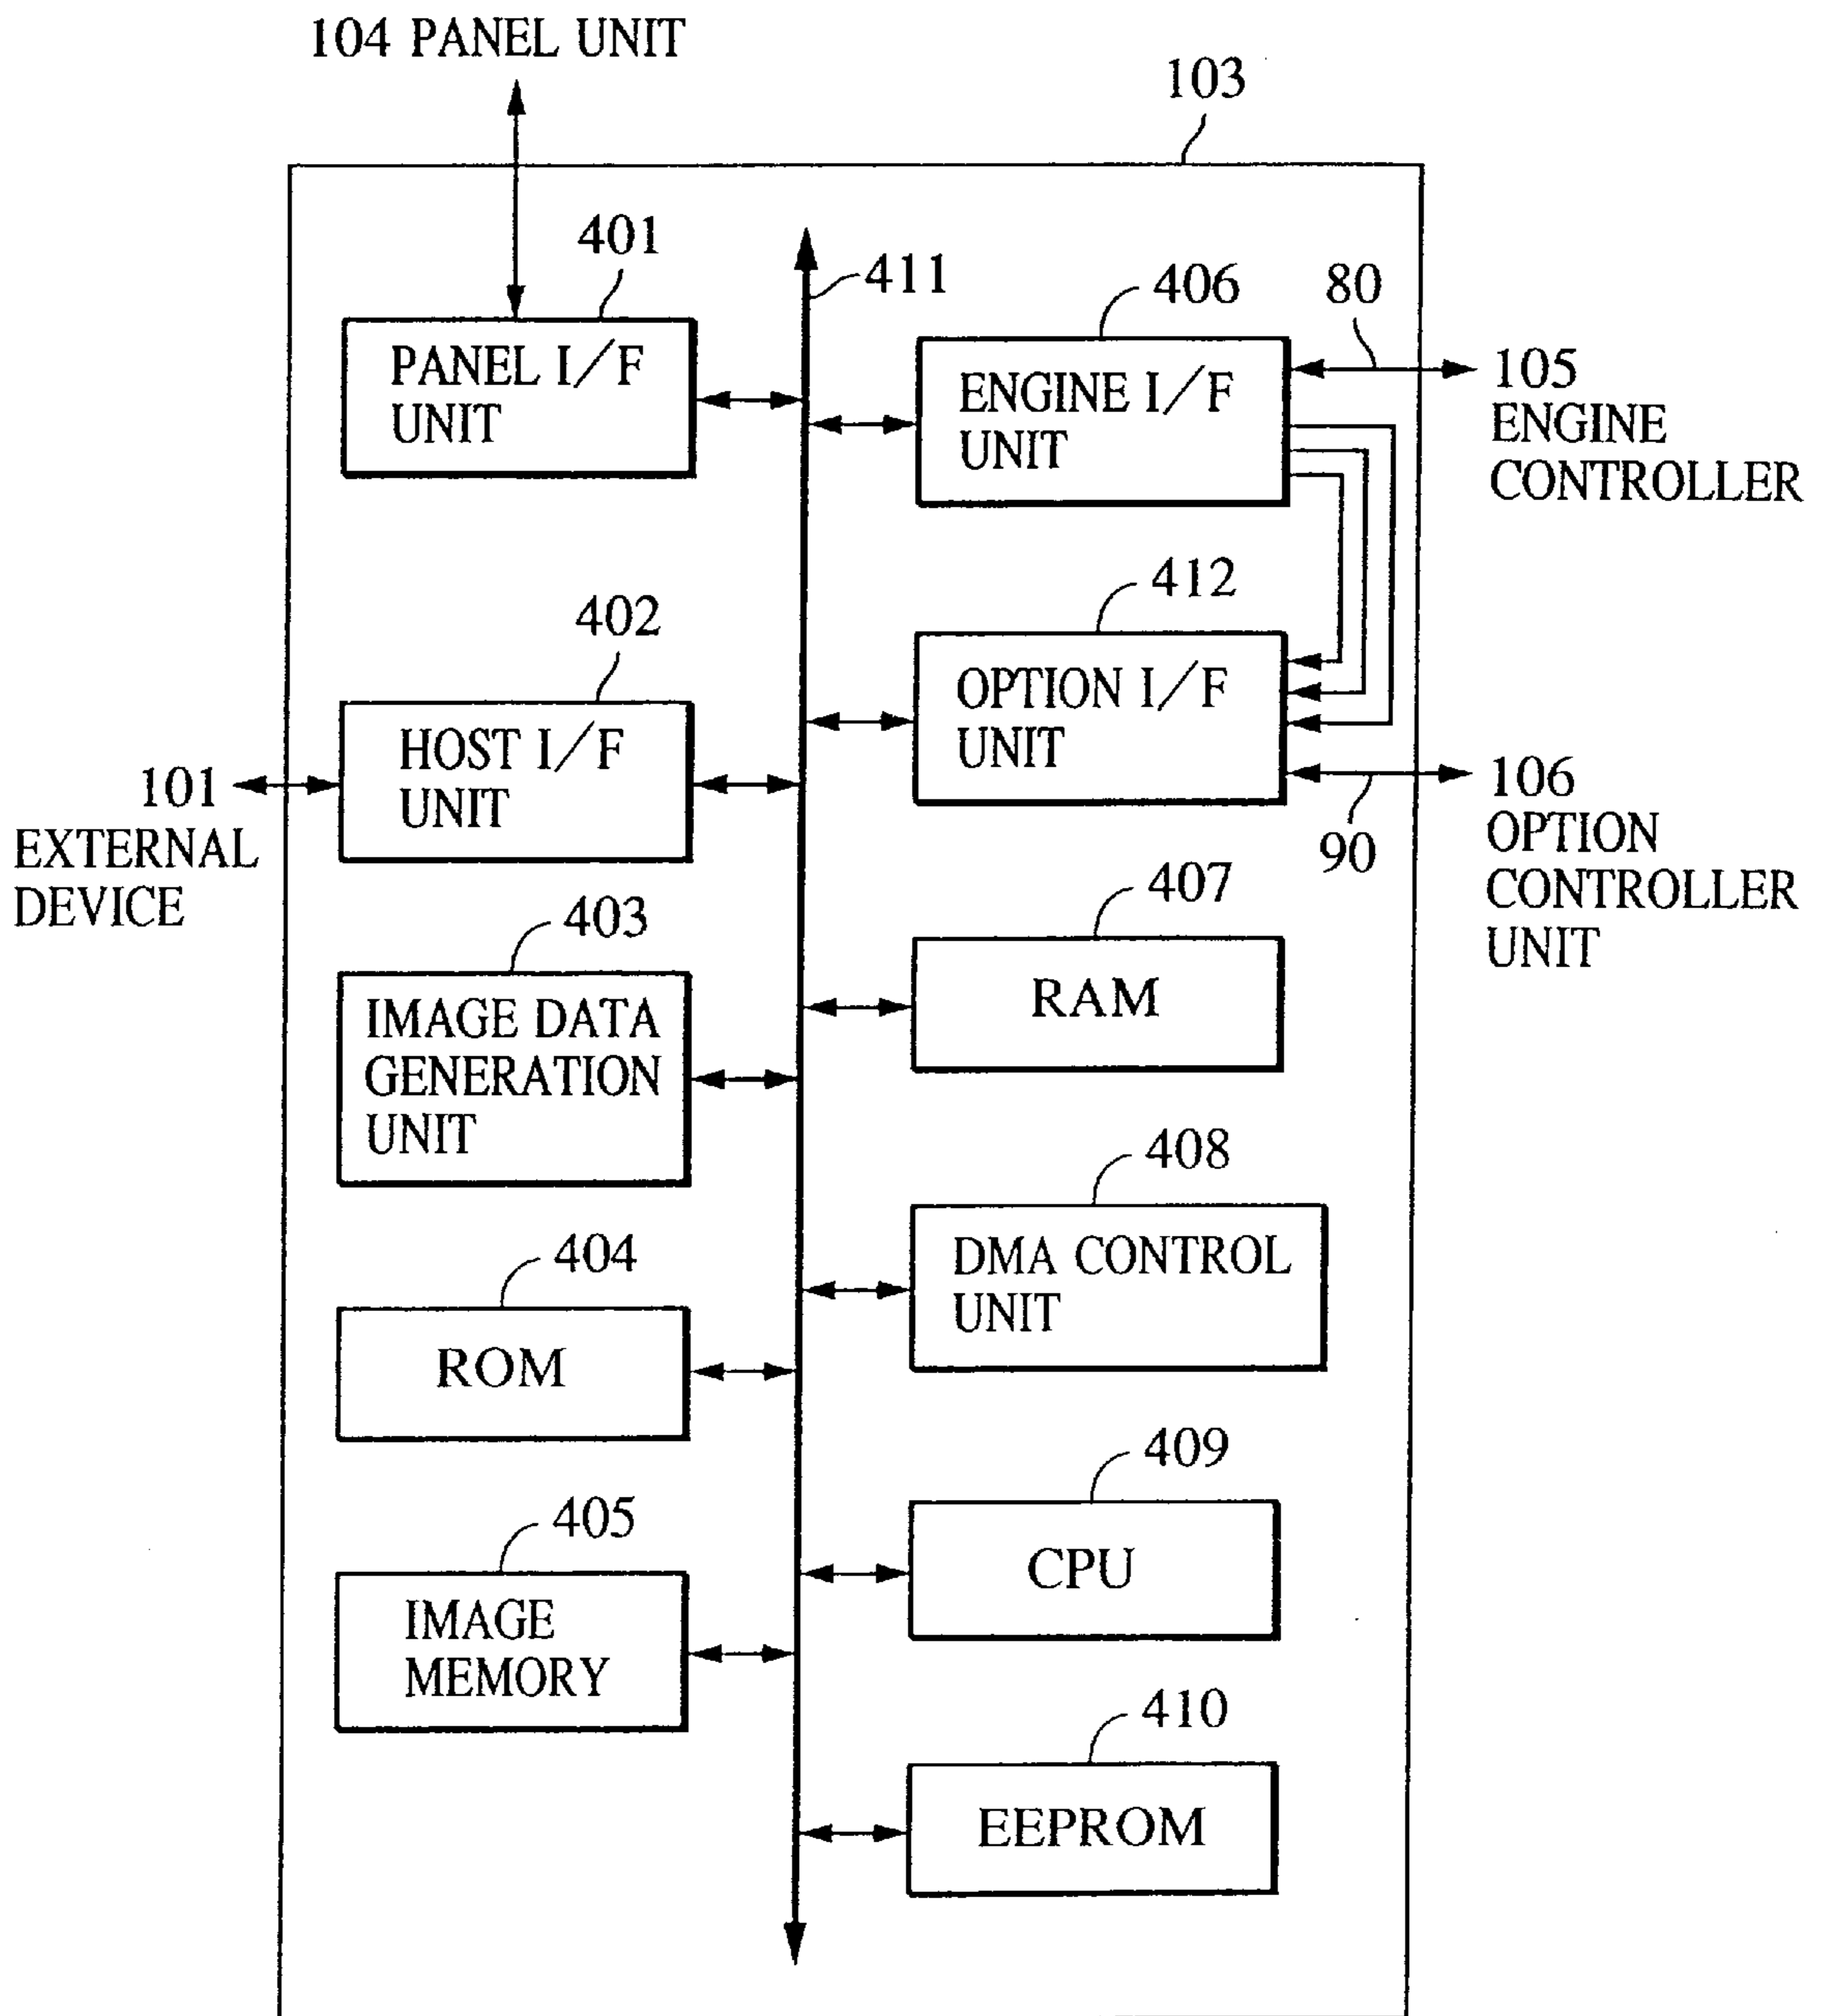 104 PANEL UNIT
103
401
PANEL I/F
UNIT
411
406
ENGINE I/F
UNIT
80
105
ENGINE
CONTROLLER
402
HOST I/F
UNIT
101
EXTERNAL
DEVICE
412
OPTION I/F
UNIT
90
106
OPTION
CONTROLLER
UNIT
403
IMAGE DATA
GENERATION
UNIT
407
RAM
404
ROM
408
DMA CONTROL
UNIT
405
IMAGE
MEMORY
409
CPU
410
EEPROM